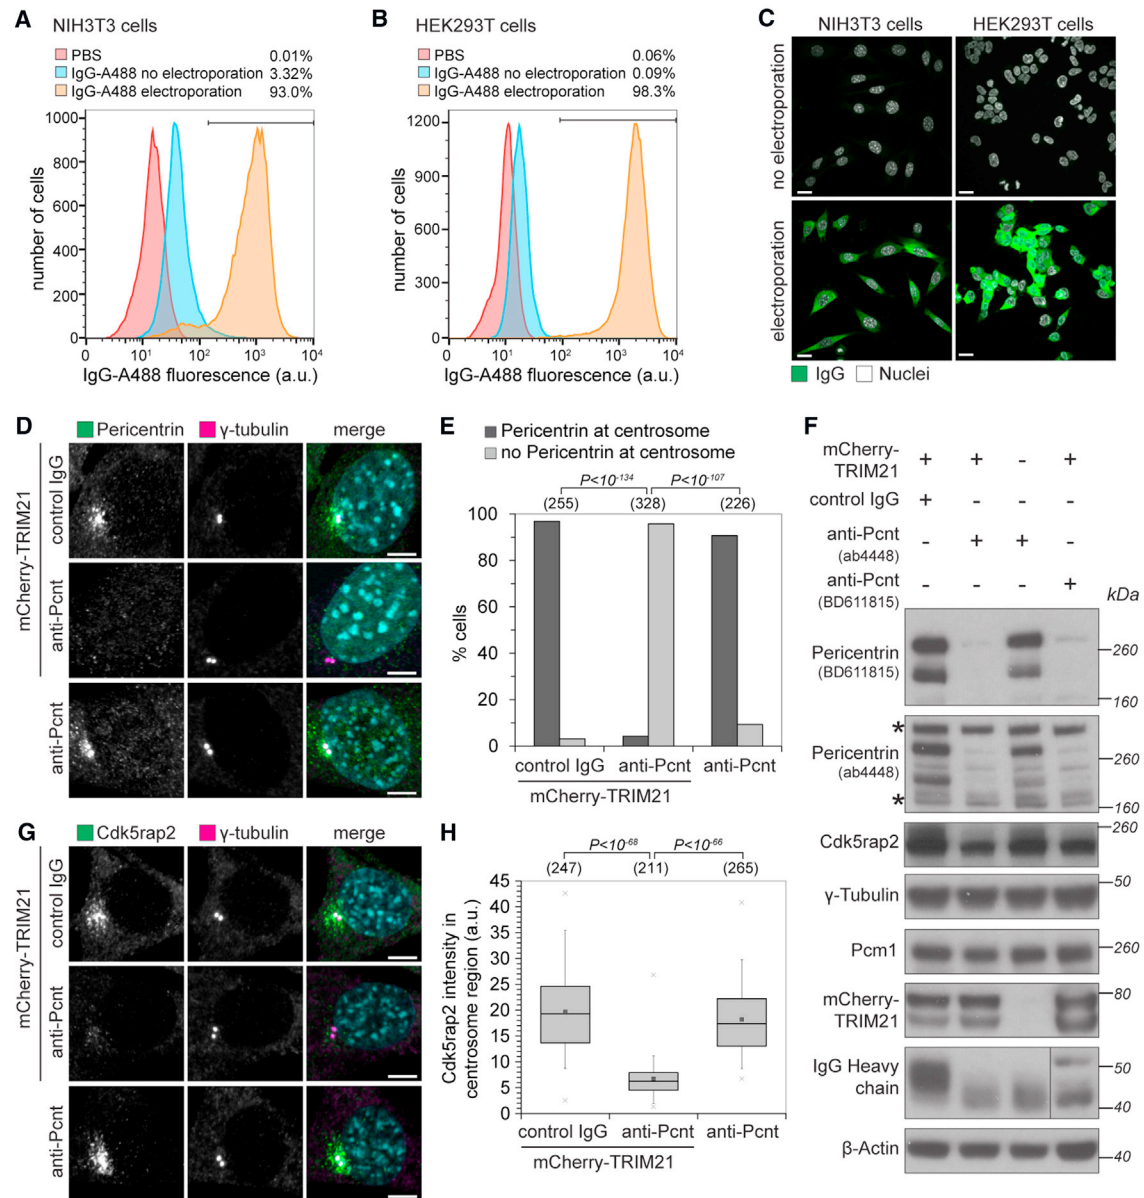 A NIH3T3 cells
PBS 0.01%
IgG-A488 no electroporation 3.32%
IgG-A488 electroporation 93.0%
number of cells
1000
800
600
400
200
0
0 10¹ 10² 10³ 10⁴
IgG-A488 fluorescence (a.u.)
B HEK293T cells
PBS 0.06%
IgG-A488 no electroporation 0.09%
IgG-A488 electroporation 98.3%
number of cells
1200
900
600
300
0
0 10¹ 10² 10³ 10⁴
IgG-A488 fluorescence (a.u.)
C
NIH3T3 cells HEK293T cells
no electroporation
electroporation
IgG Nuclei
D Pericentrin γ-tubulin merge
mCherry-TRIM21
control IgG
anti-Pcnt
anti-Pcnt
E Pericentrin at centrosome
no Pericentrin at centrosome
P<10⁻¹³⁴ P<10⁻¹⁰⁷
(255) (328) (226)
% cells
100
80
60
40
20
0
control IgG anti-Pcnt anti-Pcnt
mCherry-TRIM21
F
mCherry-TRIM21 + + - +
control IgG + - - -
anti-Pcnt (ab4448) - + + -
anti-Pcnt (BD611815) - - - +
kDa
Pericentrin (BD611815) 260 160
* Pericentrin (ab4448) * 260 160
Cdk5rap2 260
γ-Tubulin 50
Pcm1 260
mCherry-TRIM21 80
IgG Heavy chain 50 40
β-Actin 40
G Cdk5rap2 γ-tubulin merge
mCherry-TRIM21
control IgG
anti-Pcnt
anti-Pcnt
H
P<10⁻⁶⁸ P<10⁻⁶⁶
(247) (211) (265)
Cdk5rap2 intensity in
centrosome region (a.u.)
45
40
35
30
25
20
15
10
5
0
control IgG anti-Pcnt anti-Pcnt
mCherry-TRIM21